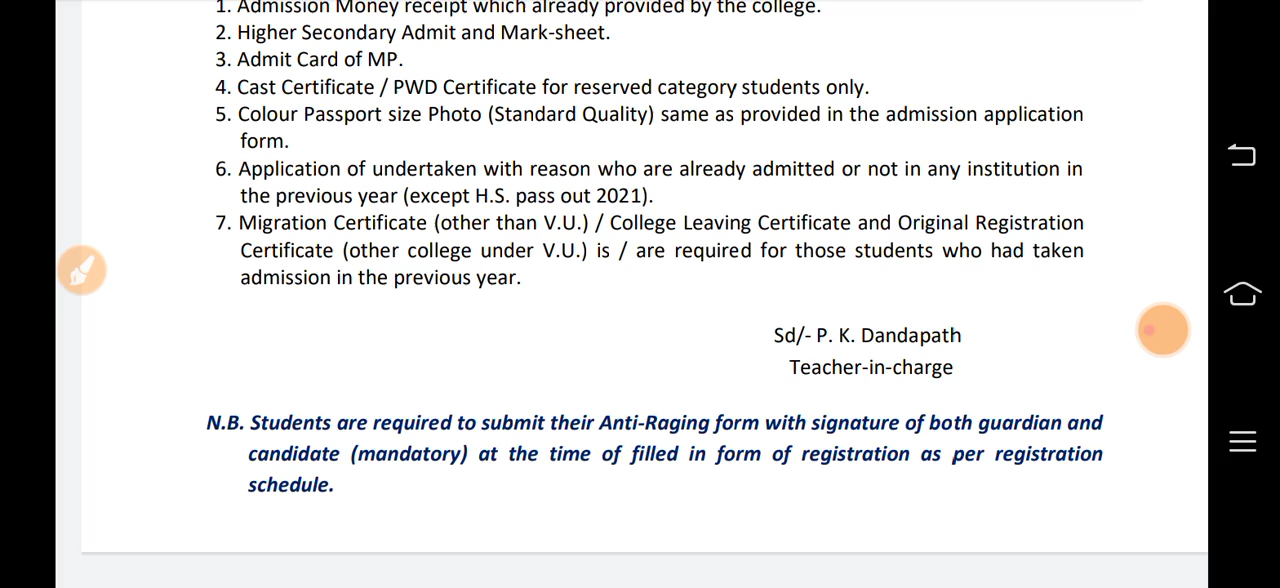 1. Admission Money receipt which already provided by the college.
2. Higher Secondary Admit and Mark-sheet.
3. Admit Card of MP.
4. Cast Certificate / PWD Certificate for reserved category students only.
5. Colour Passport size Photo (Standard Quality) same as provided in the admission application
form.
6. Application of undertaken with reason who are already admitted or not in any institution in
the previous year (except H.S. pass out 2021).
7. Migration Certificate (other than V.U.) / College Leaving Certificate and Original Registration
Certificate (other college under V.U.) is / are required for those students who had taken
admission in the previous year.
Sd/- P. K. Dandapath
Teacher-in-charge
N.B. Students are required to submit their Anti-Raging form with signature of both guardian and
candidate (mandatory) at the time of filled in form of registration as per registration
schedule.